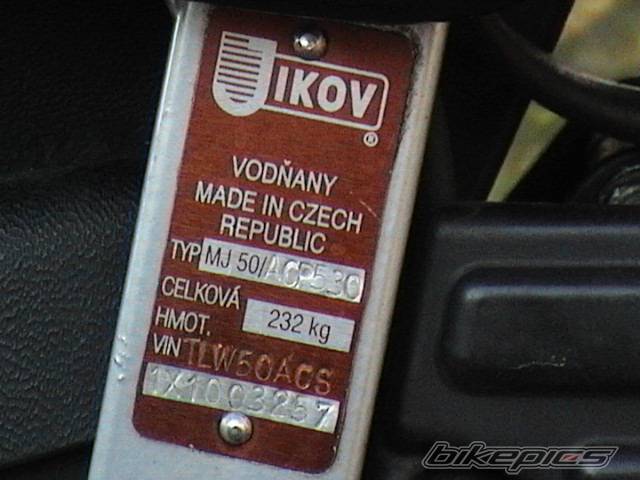 JIKOV
®
VODŇANY
MADE IN CZECH
REPUBLIC
TYP MJ 50/ACP530
CELKOVÁ
HMOT. 232 kg
VIN TLW50ACS
1X1003257
bikepics